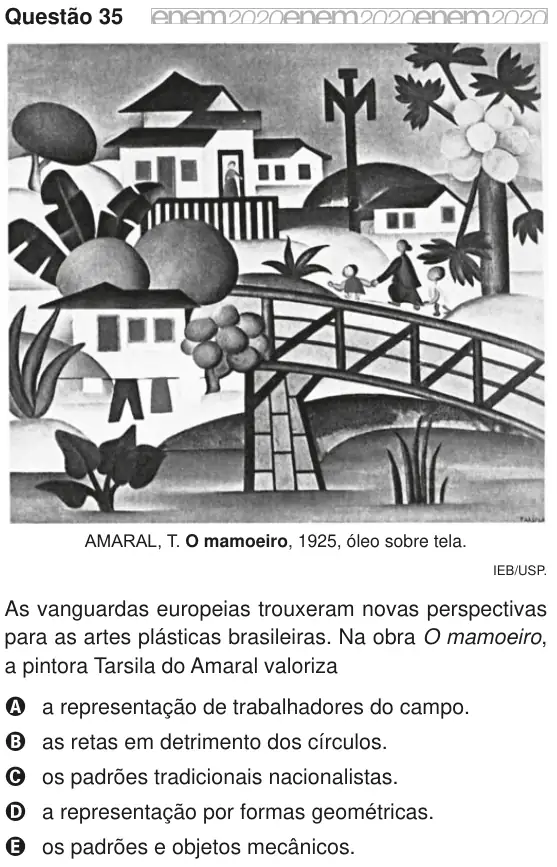 Questão 35
enem2020enem2020enem2020
AMARAL, T. O mamoeiro, 1925, óleo sobre tela.
IEB/USP.
As vanguardas europeias trouxeram novas perspectivas
para as artes plásticas brasileiras. Na obra O mamoeiro,
a pintora Tarsila do Amaral valoriza
A a representação de trabalhadores do campo.
B as retas em detrimento dos círculos.
C os padrões tradicionais nacionalistas.
D a representação por formas geométricas.
E os padrões e objetos mecânicos.